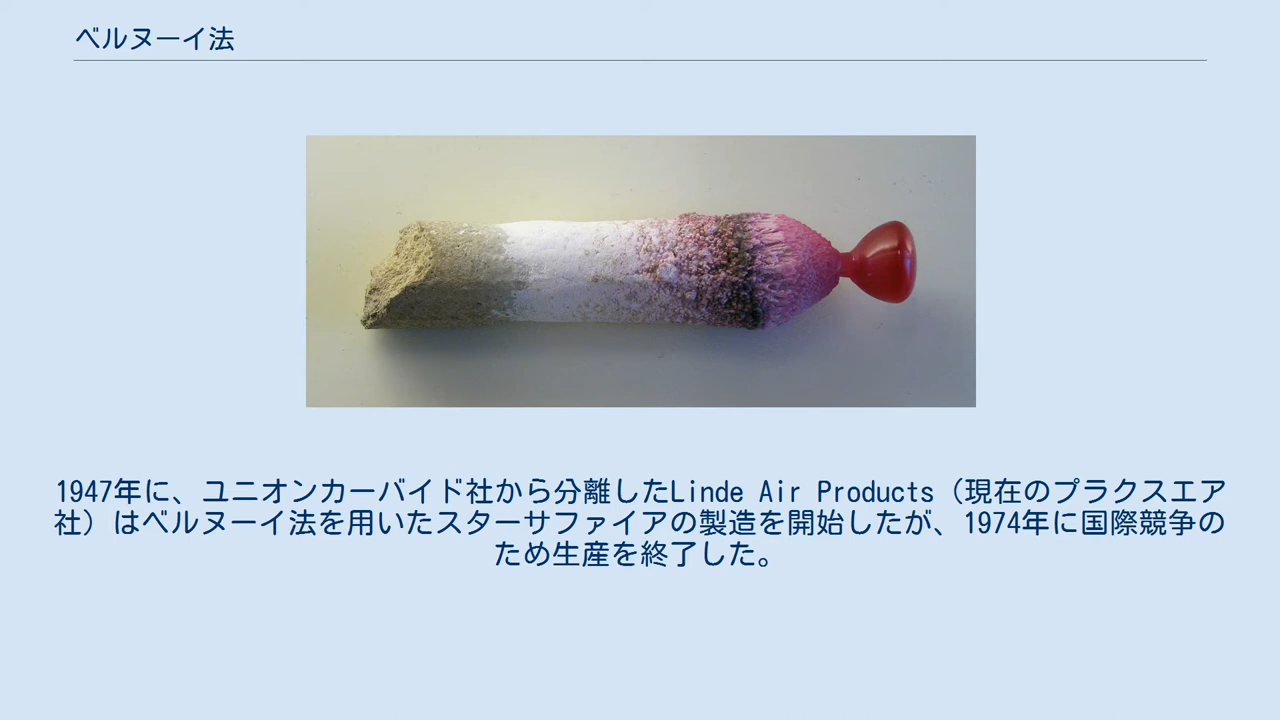 ベルヌーイ法
1947年に、ユニオンカーバイド社から分離したLinde Air Products（現在のプラクスエア
社）はベルヌーイ法を用いたスターサファイアの製造を開始したが、1974年に国際競争の
ため生産を終了した。